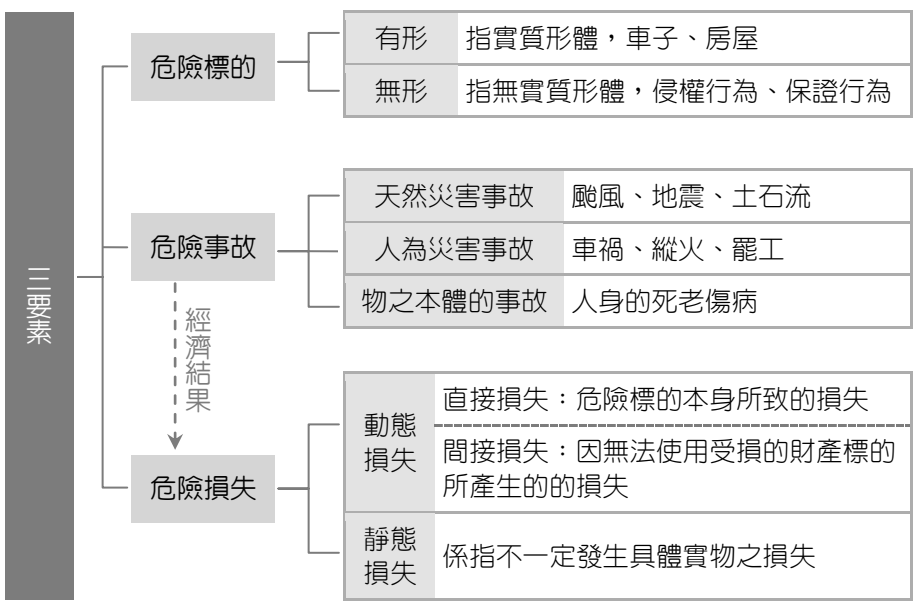 三要素
危險標的
有形 指實質形體，車子、房屋
無形 指無實質形體，侵權行為、保證行為
危險事故
天然災害事故 颱風、地震、土石流
人為災害事故 車禍、縱火、罷工
物之本體的事故 人身的死老傷病
經濟結果
危險損失
動態
損失
直接損失：危險標的本身所致的損失
間接損失：因無法使用受損的財產標的
所產生的的損失
靜態
損失
係指不一定發生具體實物之損失